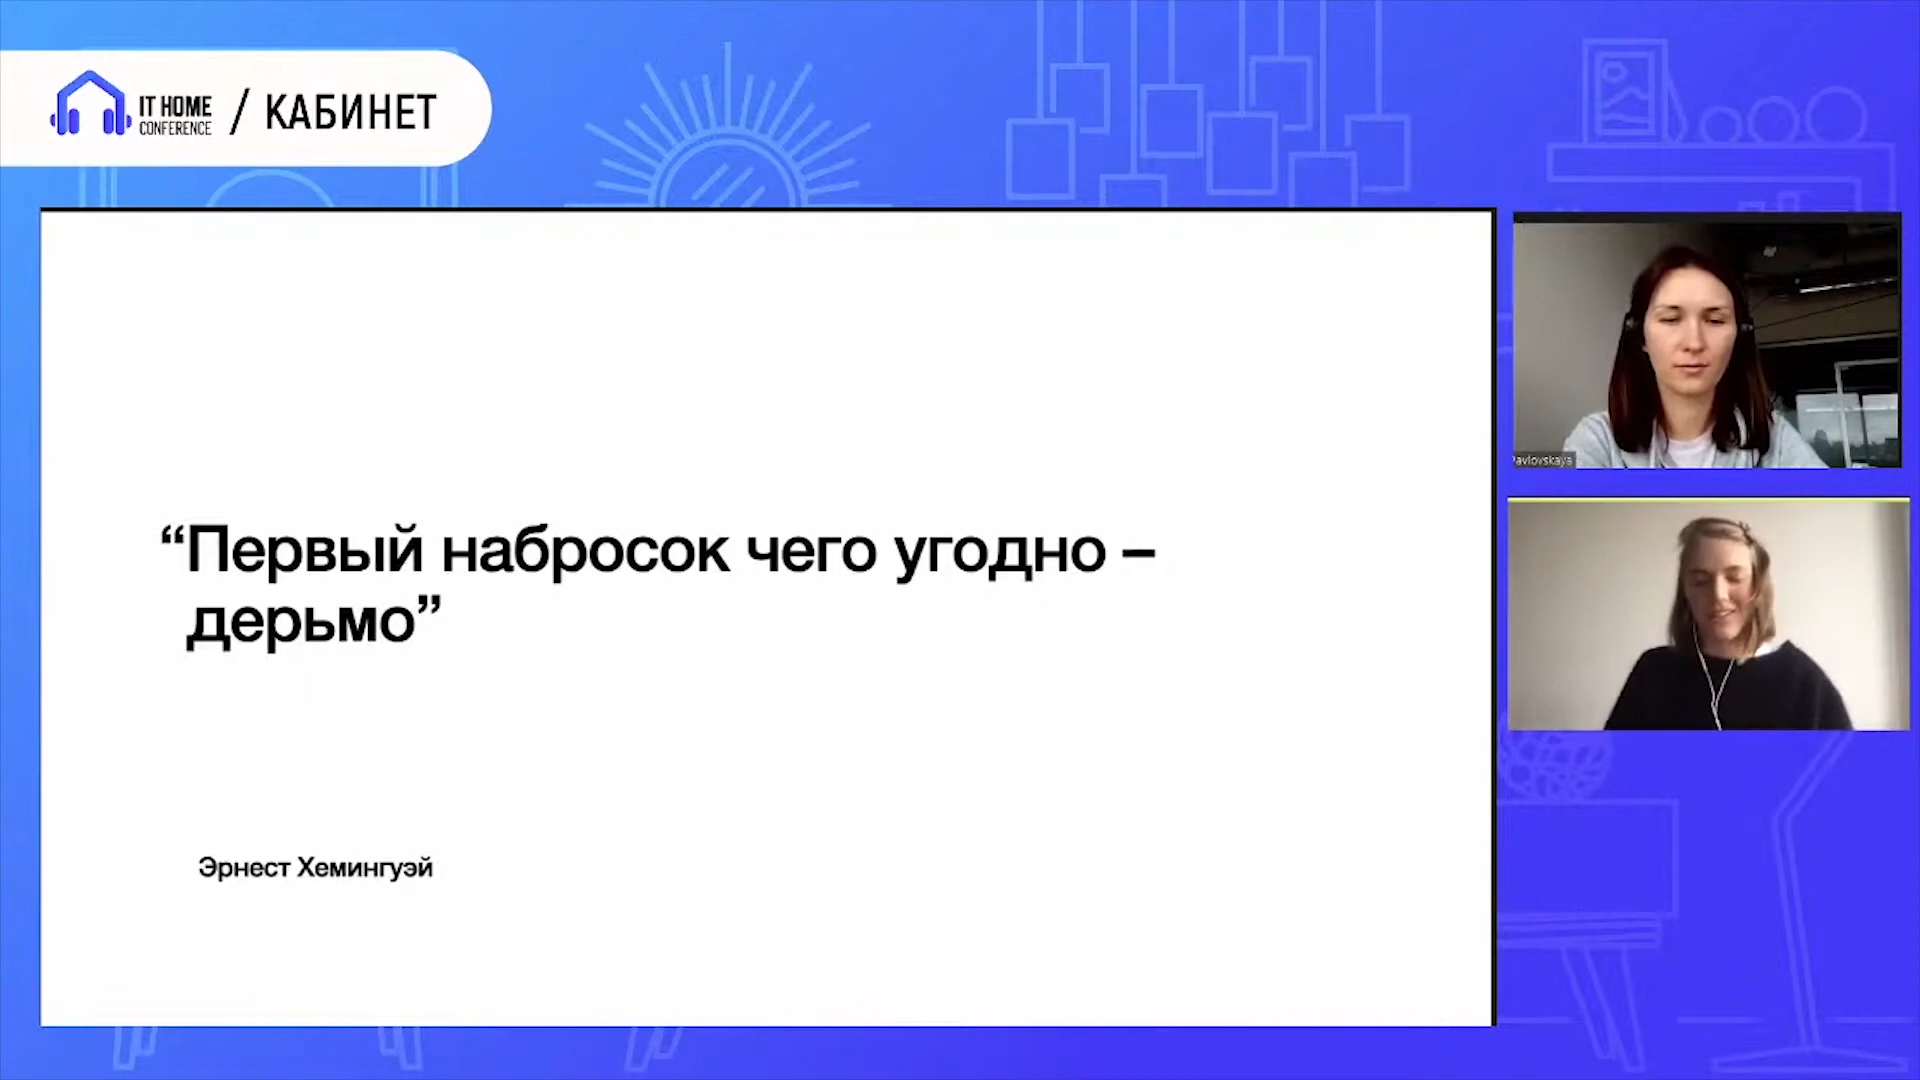 IT HOME
CONFERENCE
/ КАБИНЕТ
“Первый набросок чего угодно –
дерьмо”
Эрнест Хемингуэй
Pavlovskaya